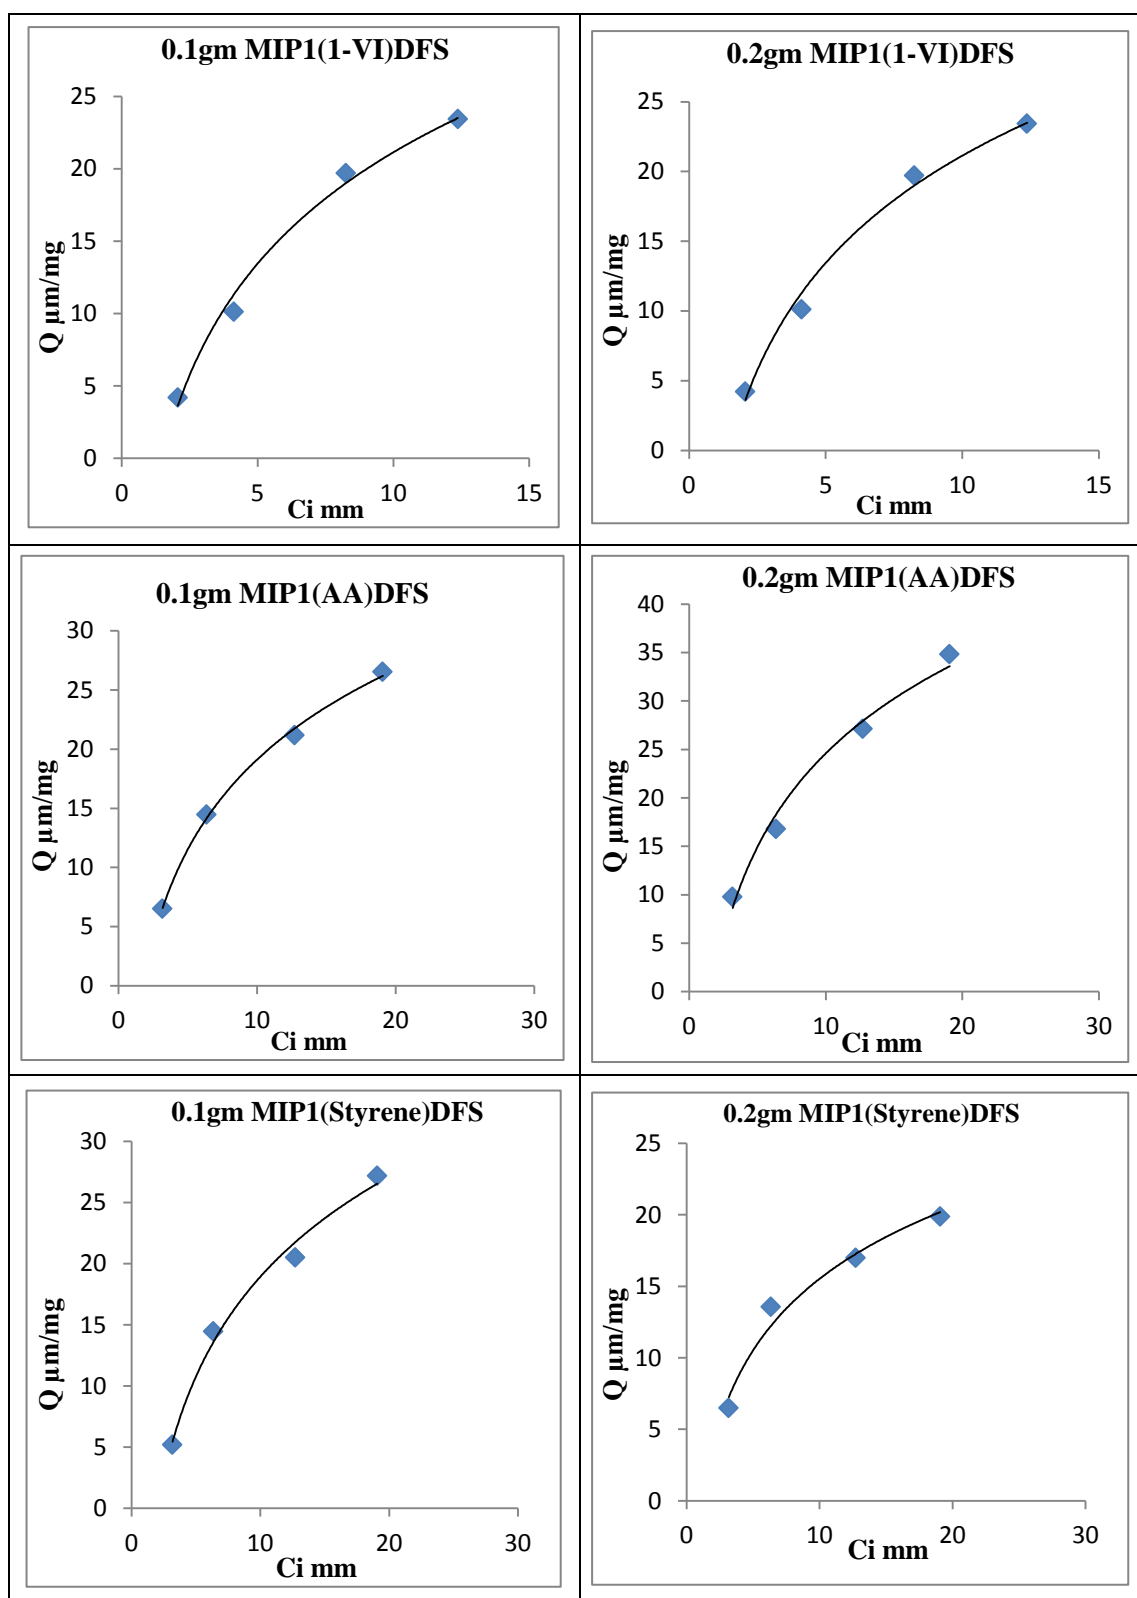 0.1gm MIP1(1-VI)DFS
25
20
15
10
5
0
0 5 10 15
Q µm/mg
Ci mm
0.2gm MIP1(1-VI)DFS
25
20
15
10
5
0
0 5 10 15
Q µm/mg
Ci mm
0.1gm MIP1(AA)DFS
30
25
20
15
10
5
0
0 10 20 30
Q µm/mg
Ci mm
0.2gm MIP1(AA)DFS
40
35
30
25
20
15
10
5
0
0 10 20 30
Q µm/mg
Ci mm
0.1gm MIP1(Styrene)DFS
30
25
20
15
10
5
0
0 10 20 30
Q µm/mg
Ci mm
0.2gm MIP1(Styrene)DFS
25
20
15
10
5
0
0 10 20 30
Q µm/mg
Ci mm